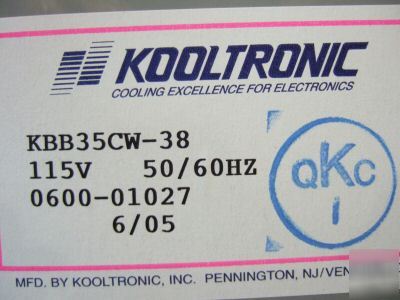 KOOLTRONIC
COOLING EXCELLENCE FOR ELECTRONICS
KBB35CW-38
115V 50/60HZ
0600-01027
6/05
QKC
1
MFD. BY KOOLTRONIC, INC. PENNINGTON, NJ/VEN